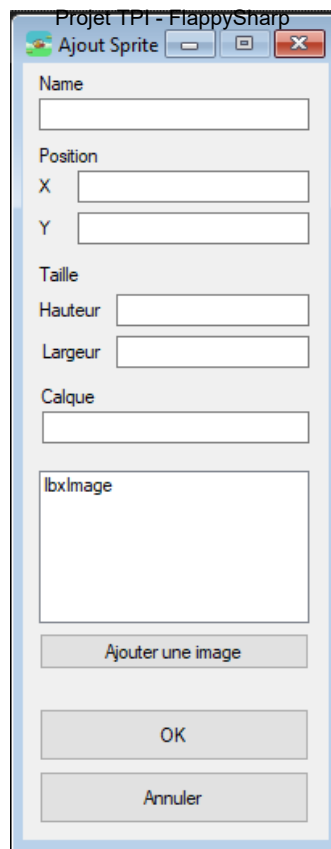 Projet TPI - FlappySharp
Ajout Sprite
Name
Position
X
Y
Taille
Hauteur
Largeur
Calque
lbxImage
Ajouter une image
OK
Annuler